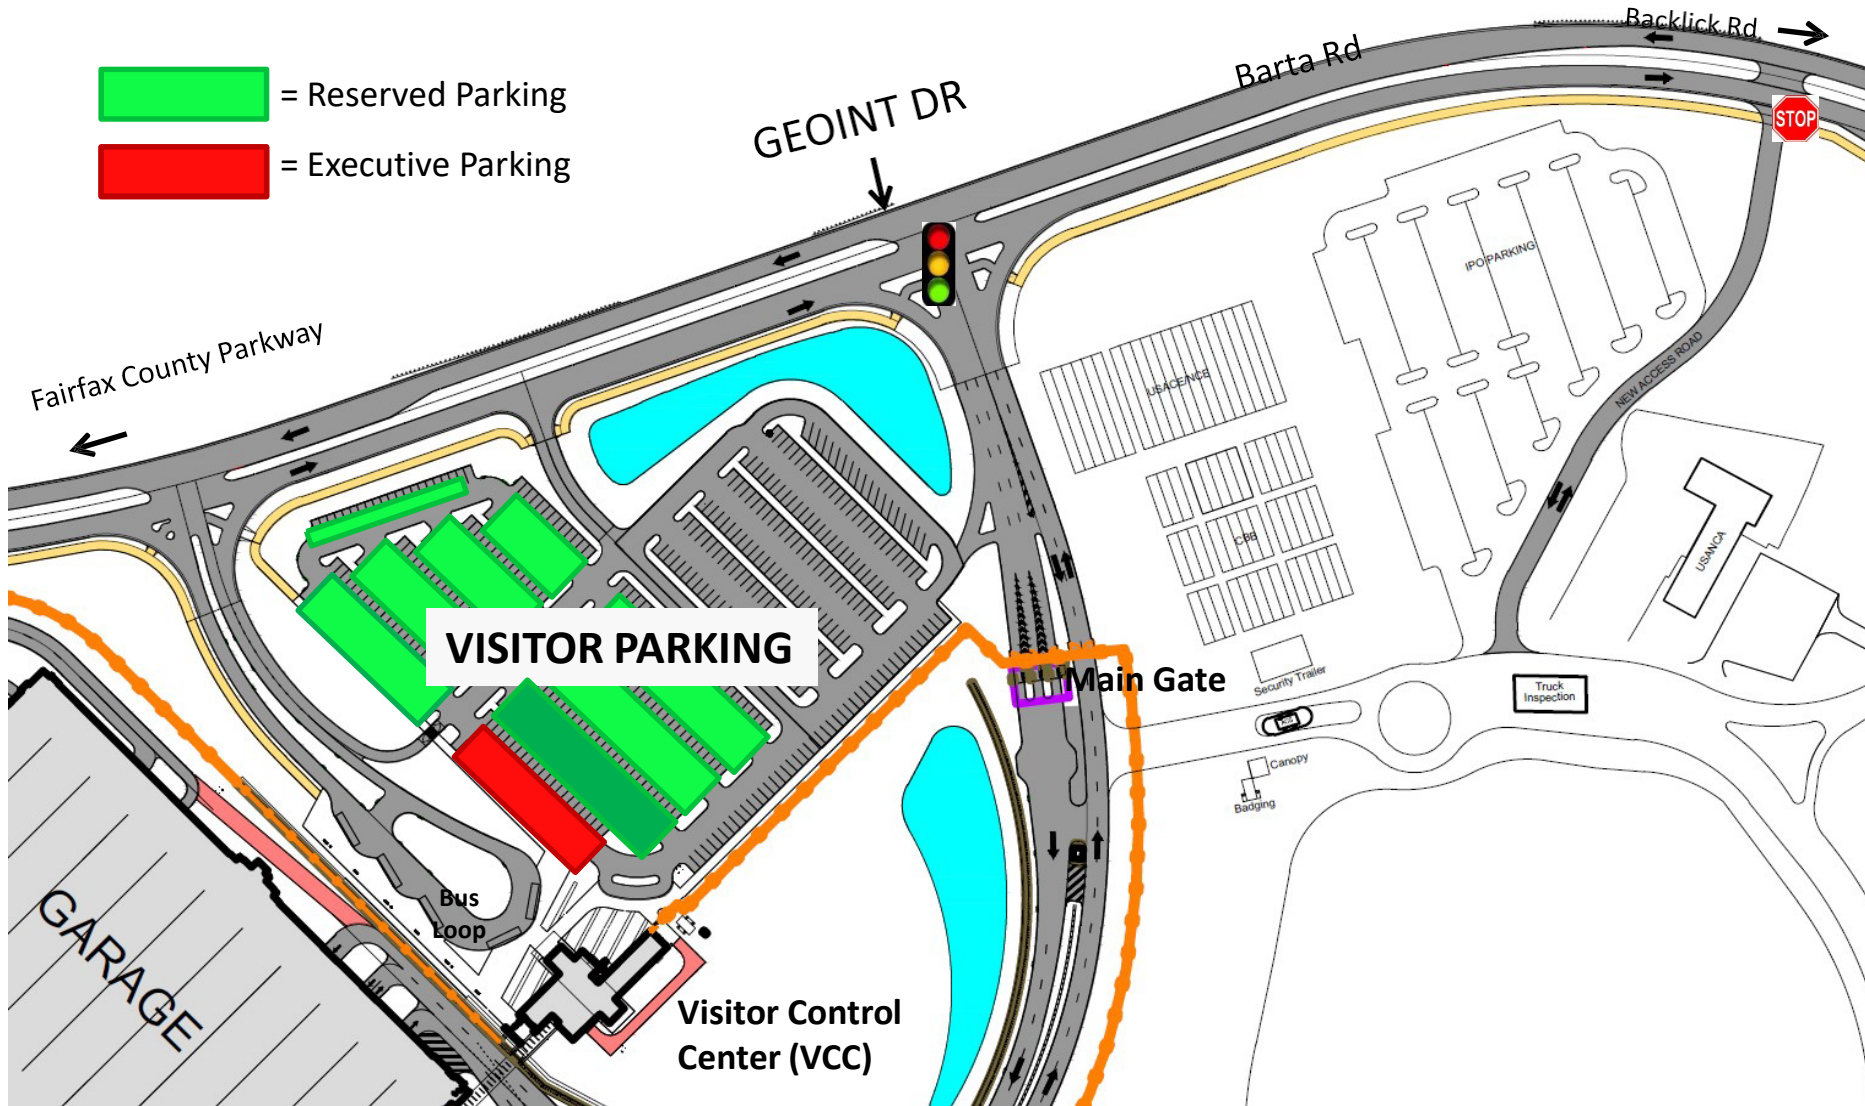 Backlick Rd
Barta Rd
= Reserved Parking
GEOINT DR
STOP
= Executive Parking
IPO PARKING
Fairfax County Parkway
USACE/NCE
NEW ACCESS ROAD
CBB
USANCA
VISITOR PARKING
Main Gate
Security Trailer
Truck
Inspection
Canopy
Badging
Bus
Loop
GARAGE
Visitor Control
Center (VCC)